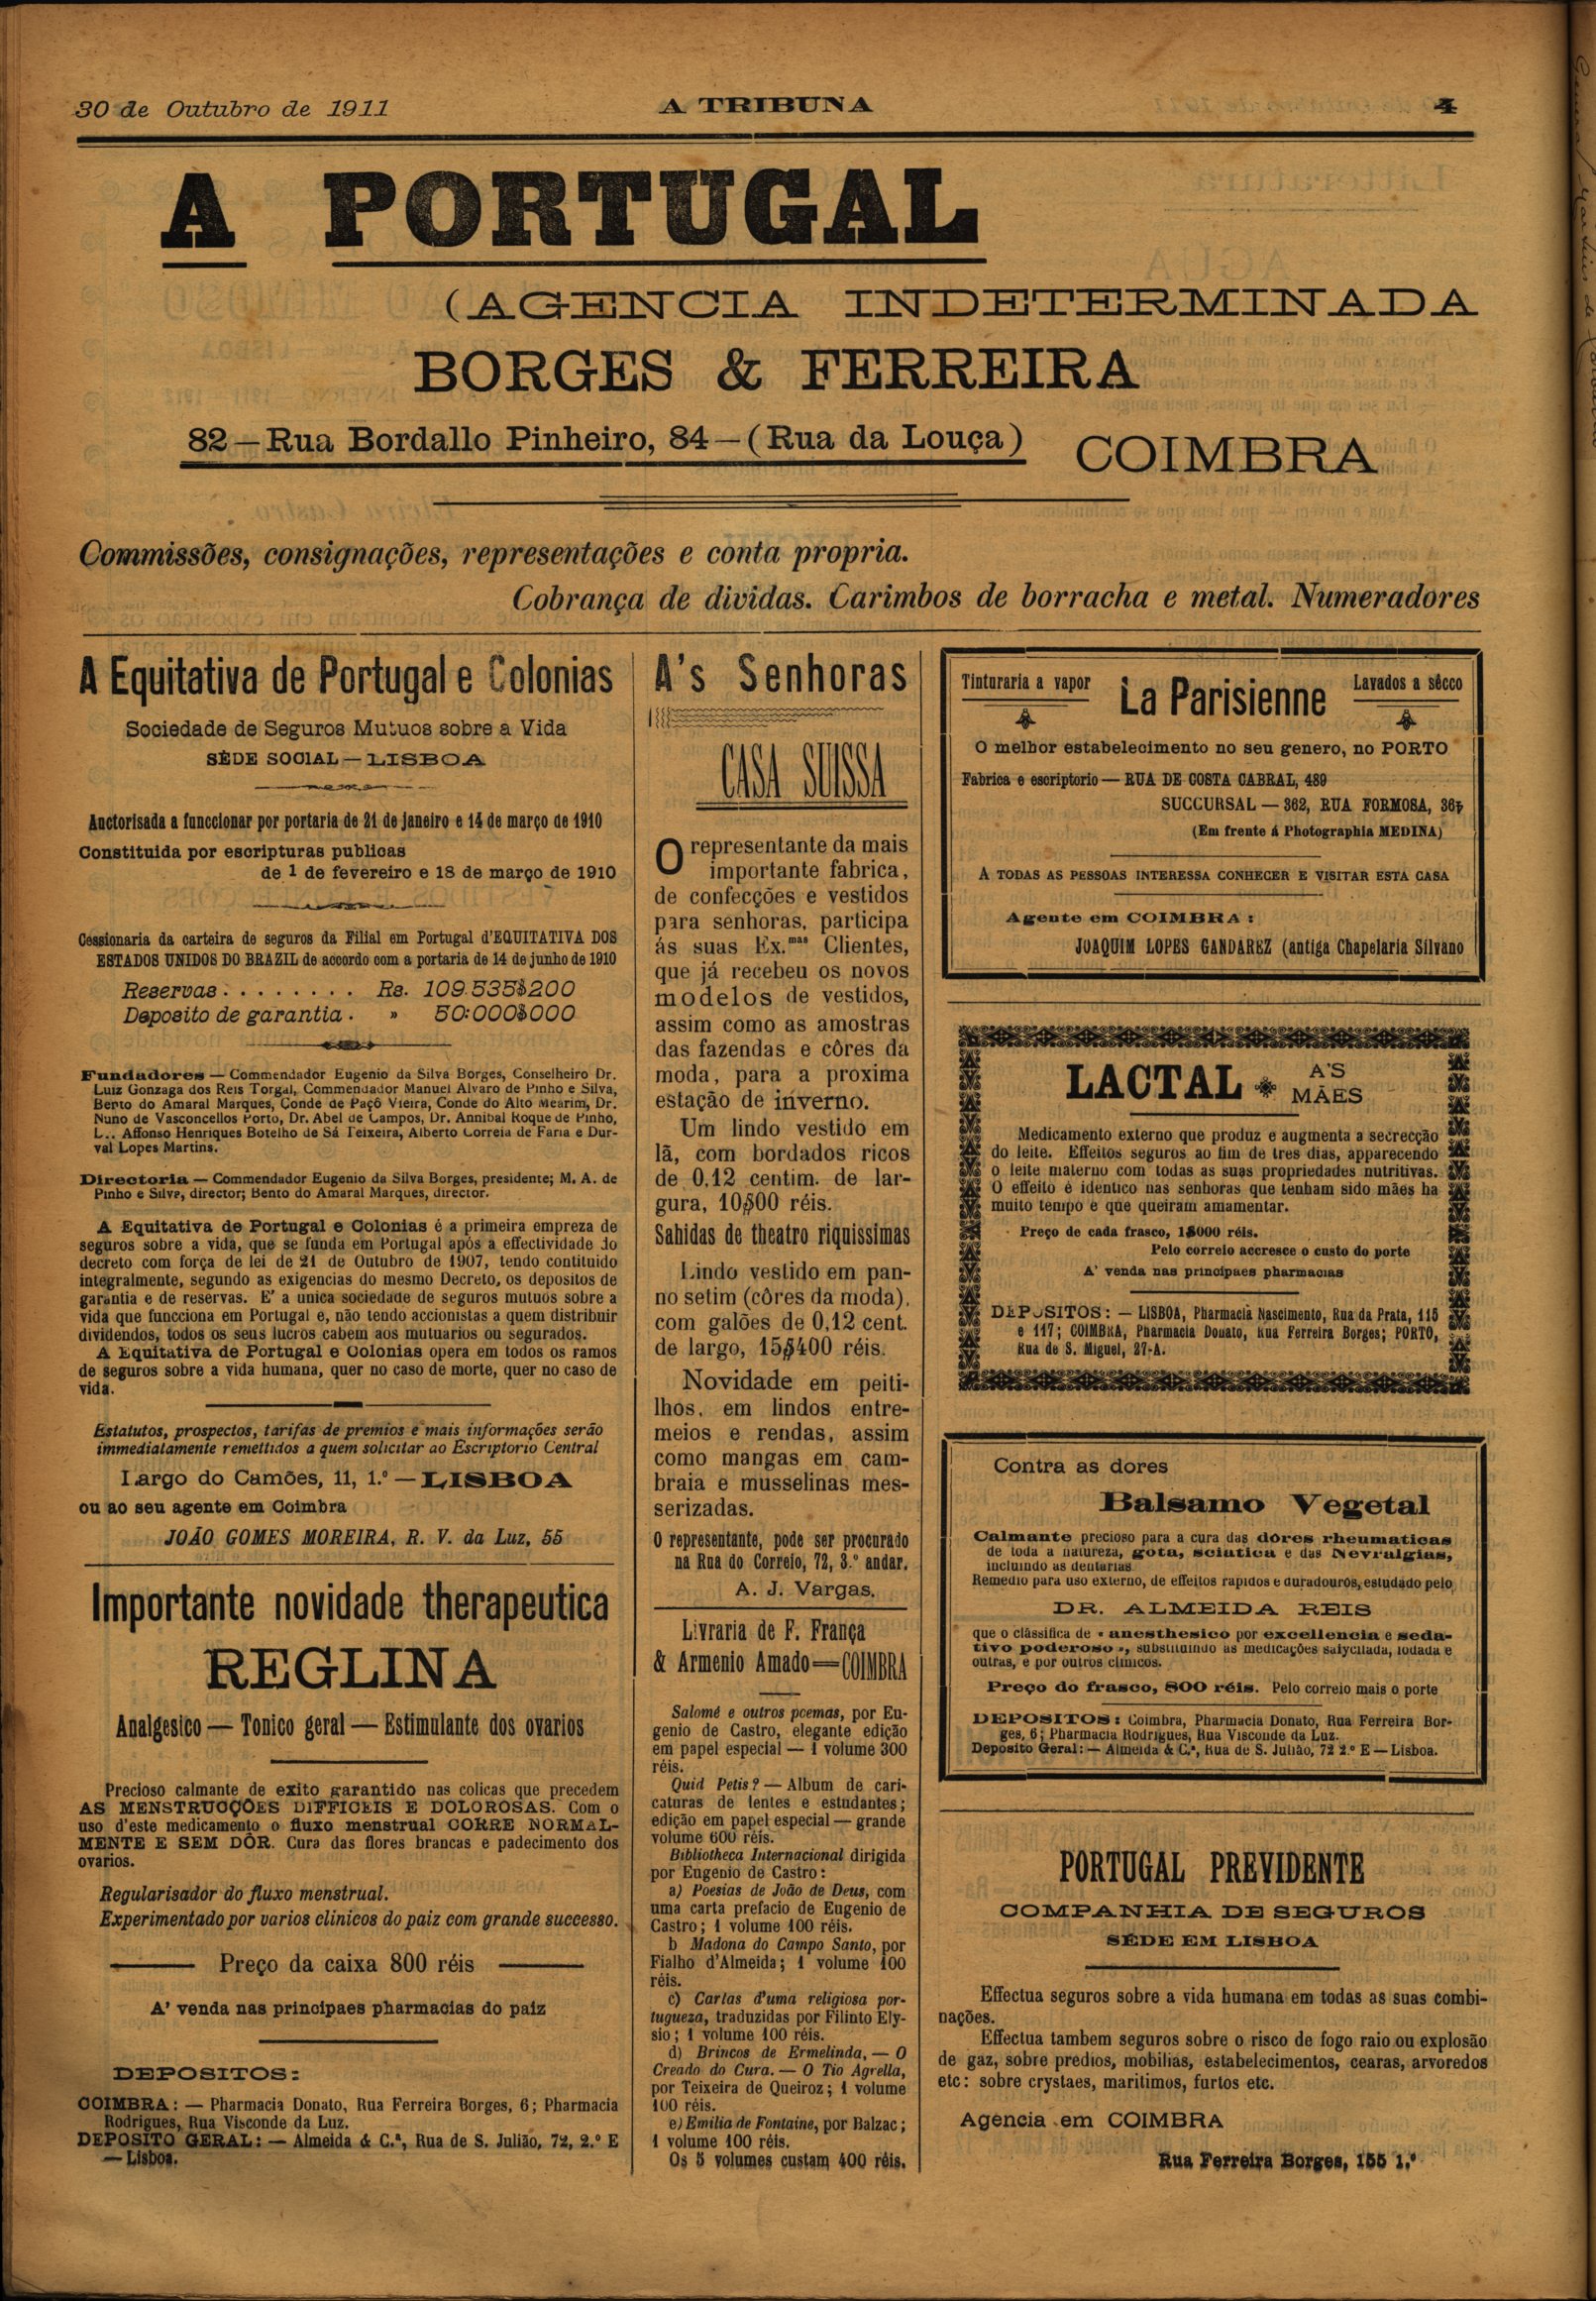 30 de Outubro de 1911
A TRIBUNA
4
A PORTUGAL
(AGENCIA INDETERMINADA
BORGES & FERREIRA
82—Rua Bordallo Pinheiro, 84—(Rua da Louça)
COIMBRA
Commissões, consignações, representações e conta propria.
Cobrança de dividas. Carimbos de borracha e metal. Numeradores
A Equitativa de Portugal e Colonias
Sociedade de Seguros Mutuos sobre a Vida
SÉDE SOCIAL—LISBOA
Auctorisada a funccionar por portaria de 21 de janeiro e 14 de março de 1910
Constituida por escripturas publicas
de 1 de fevereiro e 18 de março de 1910
Cessionaria da carteira de seguros da Filial em Portugal d'EQUITATIVA DOS
ESTADOS UNIDOS DO BRAZIL de accordo com a portaria de 14 de junho de 1910
Reservas . . . . . . . . Rs. 109.535$200
Deposito de garantia . » 50:000$000
Fundadores — Commendador Eugenio da Silva Borges, Conselheiro Dr.
Luiz Gonzaga dos Reis Torgal, Commendador Manuel Alvaro de Pinho e Silva,
Bento do Amaral Marques, Conde de Paçô Vieira, Conde do Alto Mearim, Dr.
Nuno de Vasconcellos Porto, Dr. Abel de Campos, Dr. Annibal Roque de Pinho,
L.. Affonso Henriques Botelho de Sá Teixeira, Alberto Correia de Faria e Dur-
val Lopes Martins.
Directoria — Commendador Eugenio da Silva Borges, presidente; M. A. de
Pinho e Silva, director; Bento do Amaral Marques, director.
A Equitativa de Portugal e Colonias é a primeira empreza de
seguros sobre a vida, que se funda em Portugal após a effectividade do
decreto com força de lei de 21 de Outubro de 1907, tendo contituido
integralmente, segundo as exigencias do mesmo Decreto, os depositos de
garantia e de reservas. E' a unica sociedade de seguros mutuos sobre a
vida que funcciona em Portugal e, não tendo accionistas a quem distribuir
dividendos, todos os seus lucros cabem aos mutuarios ou segurados.
A Equitativa de Portugal e Colonias opera em todos os ramos
de seguros sobre a vida humana, quer no caso de morte, quer no caso de
vida.
Estatutos, prospectos, tarifas de premios e mais informações serão
immediatamente remettidos a quem solicitar ao Escriptorio Central
Largo do Camões, 11, 1.º—LISBOA
ou ao seu agente em Coimbra
JOÃO GOMES MOREIRA, R. V. da Luz, 55
Importante novidade therapeutica
REGLINA
Analgesico — Tonico geral — Estimulante dos ovarios
Precioso calmante de exito garantido nas colicas que precedem
AS MENSTRUOÇÕES DIFFICEIS E DOLOROSAS. Com o
uso d'este medicamento o fluxo menstrual CORRE NORMAL-
MENTE E SEM DÔR. Cura das flores brancas e padecimento dos
ovarios.
Regularisador do fluxo menstrual.
Experimentado por varios clinicos do paiz com grande successo.
Preço da caixa 800 réis
A' venda nas principaes pharmacias do paiz
DEPOSITOS:
COIMBRA: — Pharmacia Donato, Rua Ferreira Borges, 6; Pharmacia
Rodrigues, Rua Visconde da Luz.
DEPOSITO GERAL: — Almeida & C.ª, Rua de S. Julião, 72, 2.º E
— Lisboa.
A's Senhoras
CASA SUISSA
O representante da mais
importante fabrica,
de confecções e vestidos
para senhoras, participa
ás suas Ex.mas Clientes,
que já recebeu os novos
modelos de vestidos,
assim como as amostras
das fazendas e côres da
moda, para a proxima
estação de inverno.
Um lindo vestido em
lã, com bordados ricos
de 0,12 centim. de lar-
gura, 10$00 réis.
Sahidas de theatro riquissimas
Lindo vestido em pan-
no setim (côres da moda),
com galões de 0,12 cent.
de largo, 15$400 réis.
Novidade em peiti-
lhos, em lindos entre-
meios e rendas, assim
como mangas em cam-
braia e musselinas mes-
serizadas.
O representante, pode ser procurado
na Rua do Correio, 72, 3.º andar.
A. J. Vargas.
Livraria de F. França
& Armenio Amado—COIMBRA
Salomé e outros poemas, por Eu-
genio de Castro, elegante edição
em papel especial — 1 volume 300
réis.
Quid Petis? — Album de cari-
caturas de lentes e estudantes;
edição em papel especial — grande
volume 600 réis.
Bibliotheca Internacional dirigida
por Eugenio de Castro:
a) Poesias de João de Deus, com
uma carta prefacio de Eugenio de
Castro; 1 volume 100 réis.
b Madona do Campo Santo, por
Fialho d'Almeida; 1 volume 100
réis.
c) Cartas d'uma religiosa por-
tugueza, traduzidas por Filinto Ely-
sio; 1 volume 100 réis.
d) Brincos de Ermelinda, — O
Creado do Cura. — O Tio Agrella,
por Teixeira de Queiroz; 1 volume
100 réis.
e) Emilia de Fontaine, por Balzac;
1 volume 100 réis.
Os 5 volumes custam 400 réis.
Tinturaria a vapor
La Parisienne
Lavados a sêcco
O melhor estabelecimento no seu genero, no PORTO
Fabrica e escriptorio — RUA DE COSTA CABRAL, 489
SUCCURSAL — 362, RUA FORMOSA, 367
(Em frente á Photographia MEDINA)
A TODAS AS PESSOAS INTERESSA CONHECER E VISITAR ESTA CASA
Agente em COIMBRA:
JOAQUIM LOPES GANDAREZ (antiga Chapelaria Silvano
LACTAL
A'S
MÃES
Medicamento externo que produz e augmenta a secrecção
do leite. Effeitos seguros ao fim de tres dias, apparecendo
o leite materno com todas as suas propriedades nutritivas.
O effeito é identico nas senhoras que tenham sido mães ha
muito tempo e que queiram amamentar.
Preço de cada frasco, 1$000 réis.
Pelo correio accresce o custo do porte
A' venda nas principaes pharmacias
DEPOSITOS: — LISBOA, Pharmacia Nascimento, Rua da Prata, 115
e 117; COIMBRA, Pharmacia Donato, Rua Ferreira Borges; PORTO,
Rua de S. Miguel, 27-A.
Contra as dores
Balsamo Vegetal
Calmante precioso para a cura das dôres rheumaticas
de toda a natureza, gota, sciatica e das Nevralgias,
incluindo as dentarias
Remedio para uso externo, de effeitos rapidos e duradouros, estudado pelo
DR. ALMEIDA REIS
que o classifica de « anesthesico por excellencia e seda-
tivo poderoso », substituindo as medicações salycilada, iodada e
outras, e por outros clinicos.
Preço do frasco, 800 réis. Pelo correio mais o porte
DEPOSITOS: Coimbra, Pharmacia Donato, Rua Ferreira Bor-
ges, 6; Pharmacia Rodrigues, Rua Visconde da Luz.
Deposito Geral: — Almeida & C.ª, Rua de S. Julião, 72 2.º E — Lisboa.
PORTUGAL PREVIDENTE
COMPANHIA DE SEGUROS
SÉDE EM LISBOA
Effectua seguros sobre a vida humana em todas as suas combi-
nações.
Effectua tambem seguros sobre o risco de fogo raio ou explosão
de gaz, sobre predios, mobilias, estabelecimentos, cearas, arvoredos
etc: sobre crystaes, maritimos, furtos etc.
Agencia em COIMBRA
Rua Ferreira Borges, 155 1.º